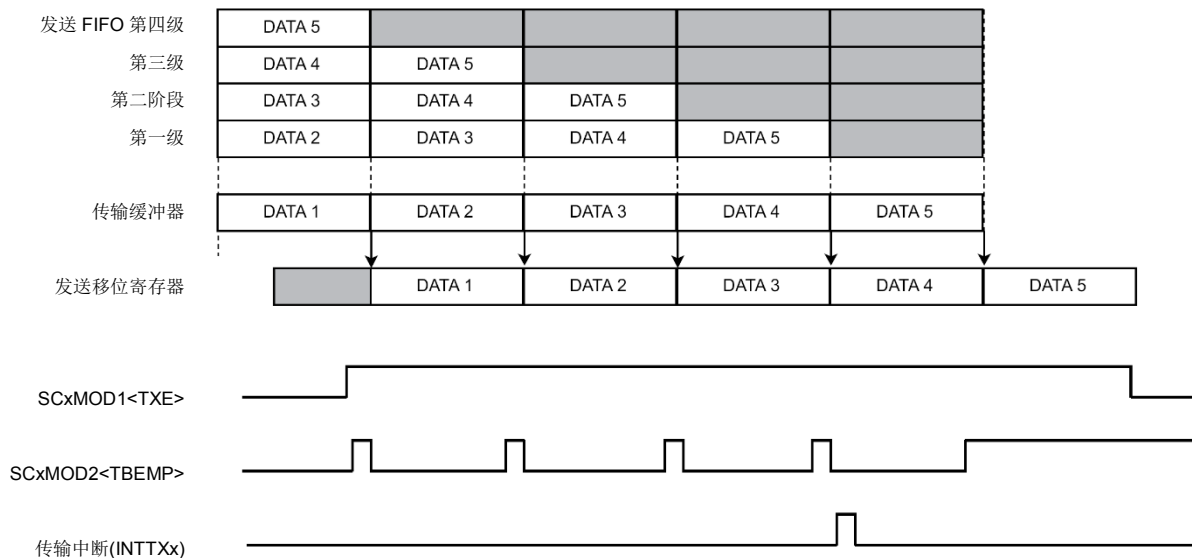 发送 FIFO 第四级 DATA 5
第三级 DATA 4 DATA 5
第二阶段 DATA 3 DATA 4 DATA 5
第一级 DATA 2 DATA 3 DATA 4 DATA 5
传输缓冲器 DATA 1 DATA 2 DATA 3 DATA 4 DATA 5
发送移位寄存器 DATA 1 DATA 2 DATA 3 DATA 4 DATA 5
SCxMOD1<TXE>
SCxMOD2<TBEMP>
传输中断(INTTXx)